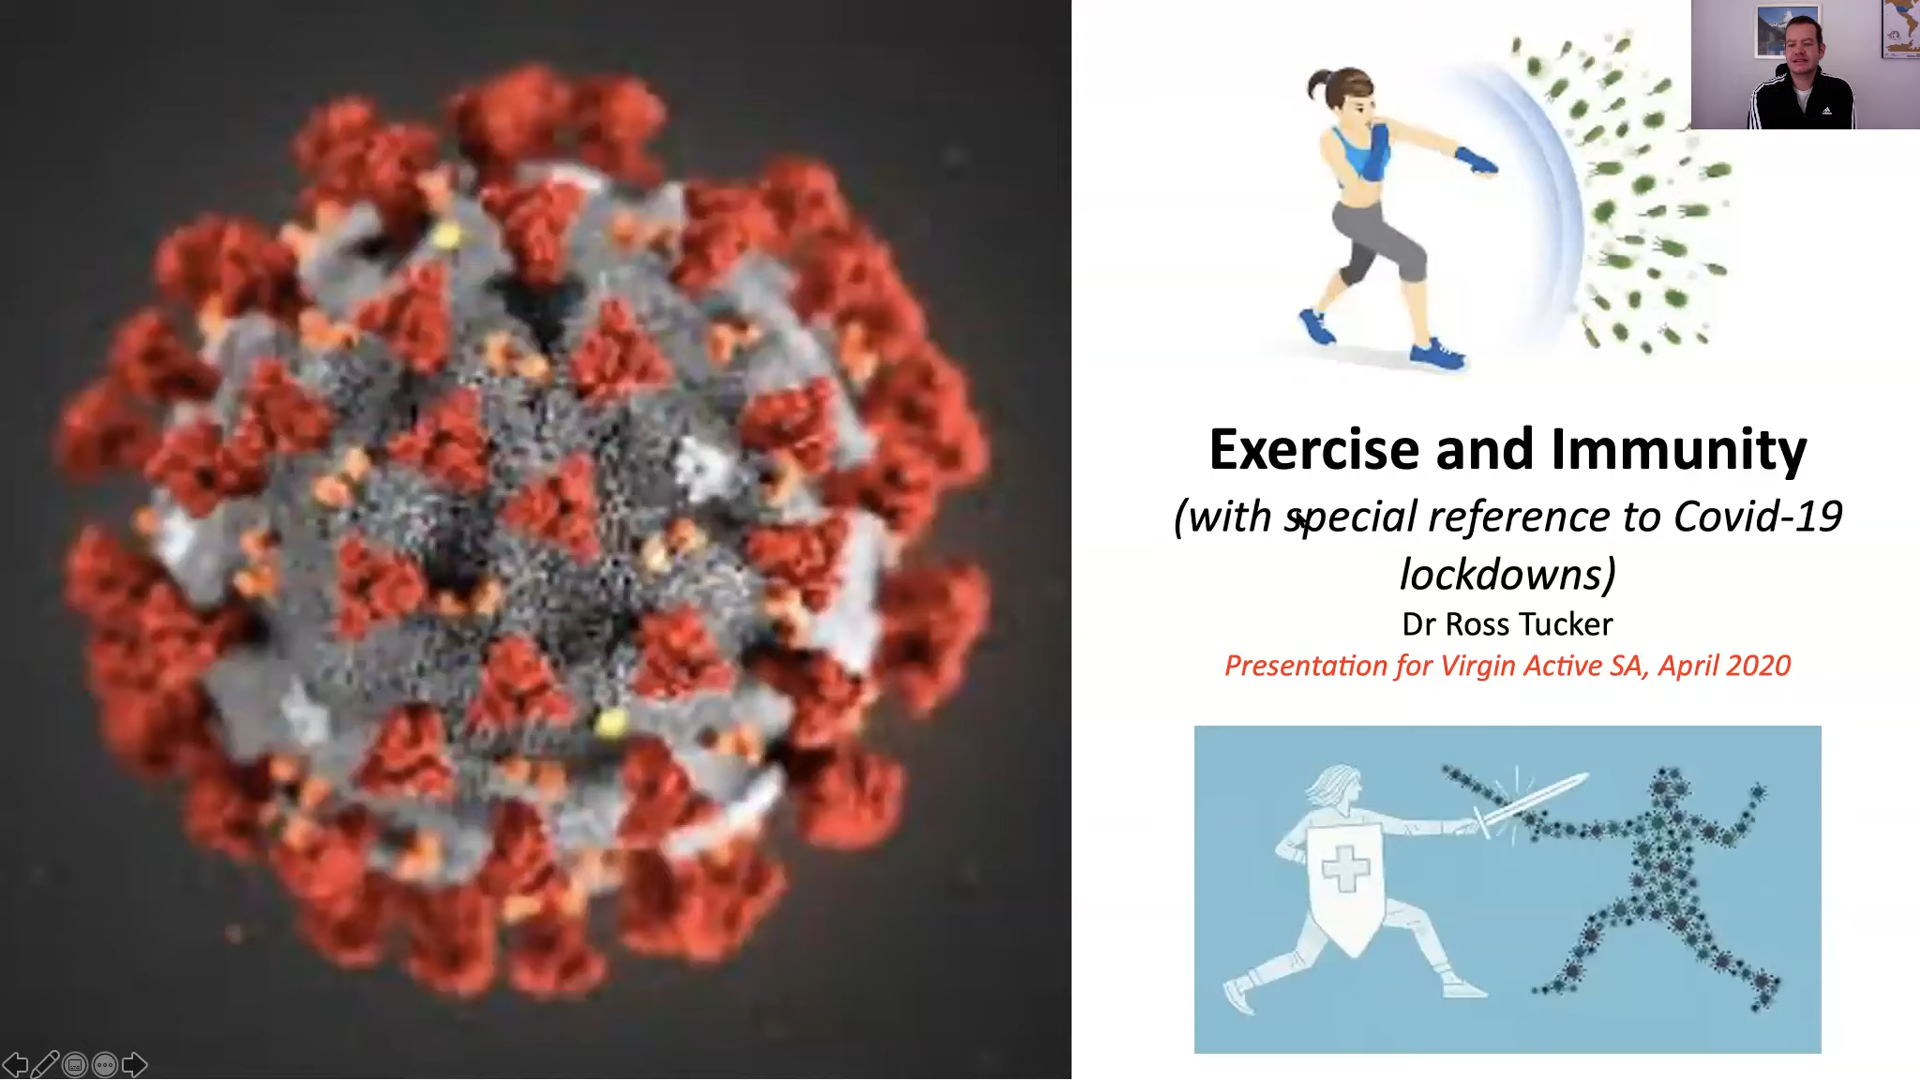 Exercise and Immunity
(with special reference to Covid-19
lockdowns)
Dr Ross Tucker
Presentation for Virgin Active SA, April 2020